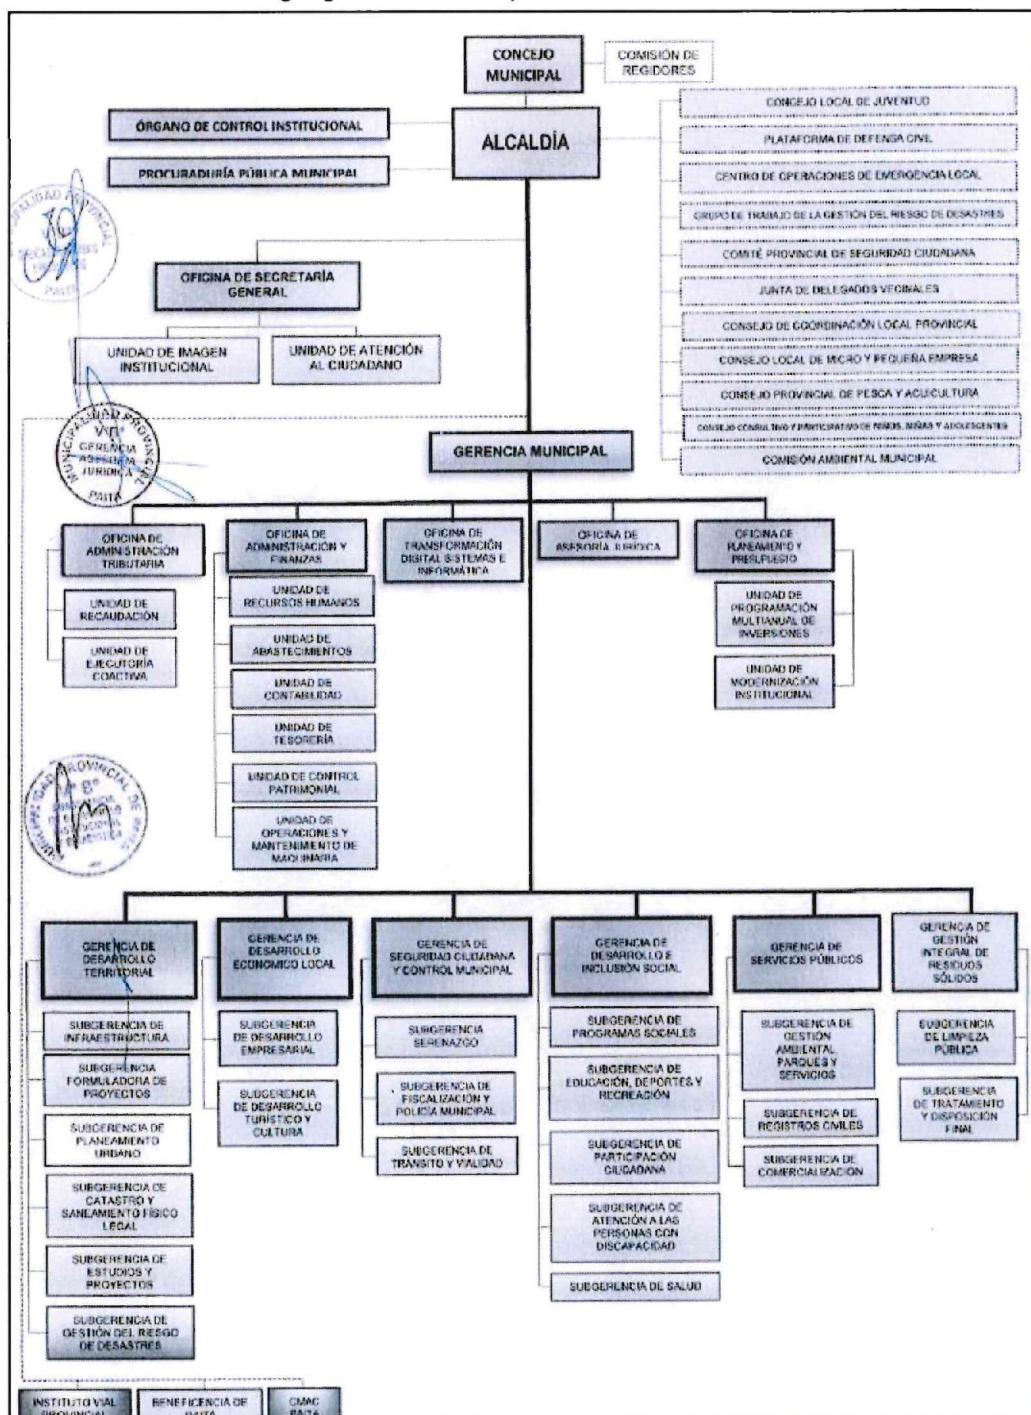 CONCEJO
MUNICIPAL
COMISIÓN DE
REGIDORES
ÓRGANO DE CONTROL INSTITUCIONAL
ALCALDÍA
PROCURADURÍA PÚBLICA MUNICIPAL
CONCEJO LOCAL DE JUVENTUD
PLATAFORMA DE DEFENSA CIVIL
CENTRO DE OPERACIONES DE EMERGENCIA LOCAL
GRUPO DE TRABAJO DE LA GESTIÓN DEL RIESGO DE DESASTRES
COMITÉ PROVINCIAL DE SEGURIDAD CIUDADANA
JUNTA DE DELEGADOS VECINALES
CONSEJO DE COORDINACIÓN LOCAL PROVINCIAL
CONSEJO LOCAL DE MICRO Y PEQUEÑA EMPRESA
CONSEJO PROVINCIAL DE PESCA Y ACUICULTURA
CONSEJO CONSULTIVO Y PARTICIPATIVO DE NIÑOS, NIÑAS Y ADOLESCENTES
COMISIÓN AMBIENTAL MUNICIPAL
PROVINCIAL
PAITA
OFICINA DE SECRETARÍA
GENERAL
UNIDAD DE IMAGEN
INSTITUCIONAL
UNIDAD DE ATENCIÓN
AL CIUDADANO
MUNICIPALIDAD PROVINCIAL
GERENCIA
ASESORIA
JURIDICA
PAITA
GERENCIA MUNICIPAL
OFICINA DE
ADMINISTRACIÓN
TRIBUTARIA
UNIDAD DE
RECAUDACIÓN
UNIDAD DE
EJECUTORÍA
COACTIVA
OFICINA DE
ADMINISTRACIÓN Y
FINANZAS
UNIDAD DE
RECURSOS HUMANOS
UNIDAD DE
ABASTECIMIENTOS
UNIDAD DE
CONTABILIDAD
UNIDAD DE
TESORERÍA
UNIDAD DE CONTROL
PATRIMONIAL
UNIDAD DE
OPERACIONES Y
MANTENIMIENTO DE
MAQUINARIA
OFICINA DE
TRANSFORMACIÓN
DIGITAL SISTEMAS E
INFORMÁTICA
OFICINA DE
ASESORÍA JURÍDICA
OFICINA DE
PLANEAMIENTO Y
PRESUPUESTO
UNIDAD DE
PROGRAMACIÓN
MULTIANUAL DE
INVERSIONES
UNIDAD DE
MODERNIZACIÓN
INSTITUCIONAL
MUNICIPALIDAD PROVINCIAL DE
GERENCIA DE
DESARROLLO
TERRITORIAL
SUBGERENCIA DE
INFRAESTRUCTURA
SUBGERENCIA
FORMULADORA DE
PROYECTOS
SUBGERENCIA DE
PLANEAMIENTO
URBANO
SUBGERENCIA DE
CATASTRO Y
SANEAMIENTO FÍSICO
LEGAL
SUBGERENCIA DE
ESTUDIOS Y
PROYECTOS
SUBGERENCIA DE
GESTIÓN DEL RIESGO
DE DESASTRES
GERENCIA DE
DESARROLLO
ECONOMICO LOCAL
SUBGERENCIA
DE DESARROLLO
EMPRESARIAL
SUBGERENCIA
DE DESARROLLO
TURÍSTICO Y
CULTURA
GERENCIA DE
SEGURIDAD CIUDADANA
Y CONTROL MUNICIPAL
SUBGERENCIA
SERENAZGO
SUBGERENCIA DE
FISCALIZACIÓN Y
POLICÍA MUNICIPAL
SUBGERENCIA DE
TRÁNSITO Y VIALIDAD
GERENCIA DE
DESARROLLO E
INCLUSIÓN SOCIAL
SUBGERENCIA DE
PROGRAMAS SOCIALES
SUBGERENCIA DE
EDUCACIÓN, DEPORTES Y
RECREACIÓN
SUBGERENCIA DE
PARTICIPACIÓN
CIUDADANA
SUBGERENCIA DE
ATENCIÓN A LAS
PERSONAS CON
DISCAPACIDAD
SUBGERENCIA DE SALUD
GERENCIA DE
SERVICIOS PÚBLICOS
SUBGERENCIA DE
GESTIÓN
AMBIENTAL
PARQUES Y
SERVICIOS
SUBGERENCIA DE
REGISTROS CIVILES
SUBGERENCIA DE
COMERCIALIZACIÓN
GERENCIA DE
GESTIÓN
INTEGRAL DE
RESIDUOS
SÓLIDOS
SUBGERENCIA
DE LIMPIEZA
PÚBLICA
SUBGERENCIA
DE TRATAMIENTO
Y DISPOSICIÓN
FINAL
INSTITUTO VIAL
PROVINCIAL
BENEFICENCIA DE
PAITA
CMAC
PAITA